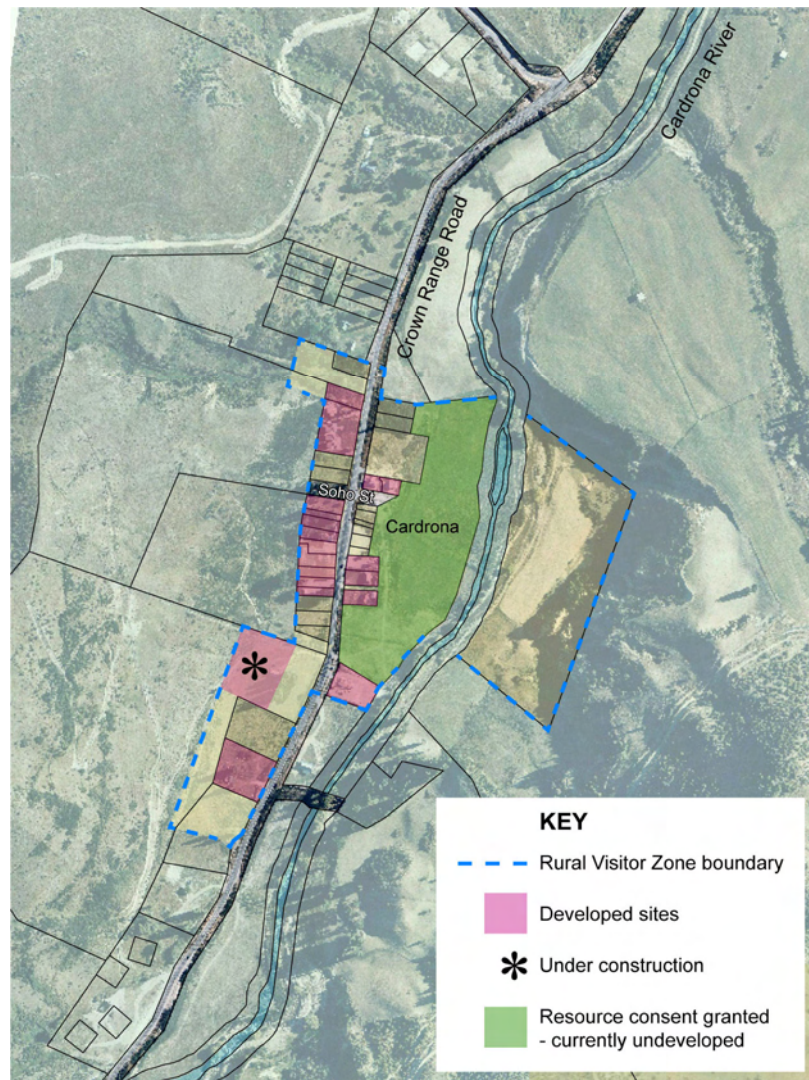 Cardrona River
Crown Range Road
Soho St
Cardrona
KEY
Rural Visitor Zone boundary
Developed sites
* Under construction
Resource consent granted
- currently undeveloped